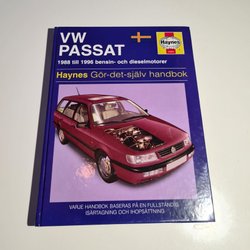 VW
PASSAT
1988 till 1996 bensin- och dieselmotorer
Haynes
Haynes Gör-det-själv handbok
VARJE HANDBOK BASERAS PÅ EN FULLSTÄNDIG
ISÄRTAGNING OCH IHOPSÄTTNING